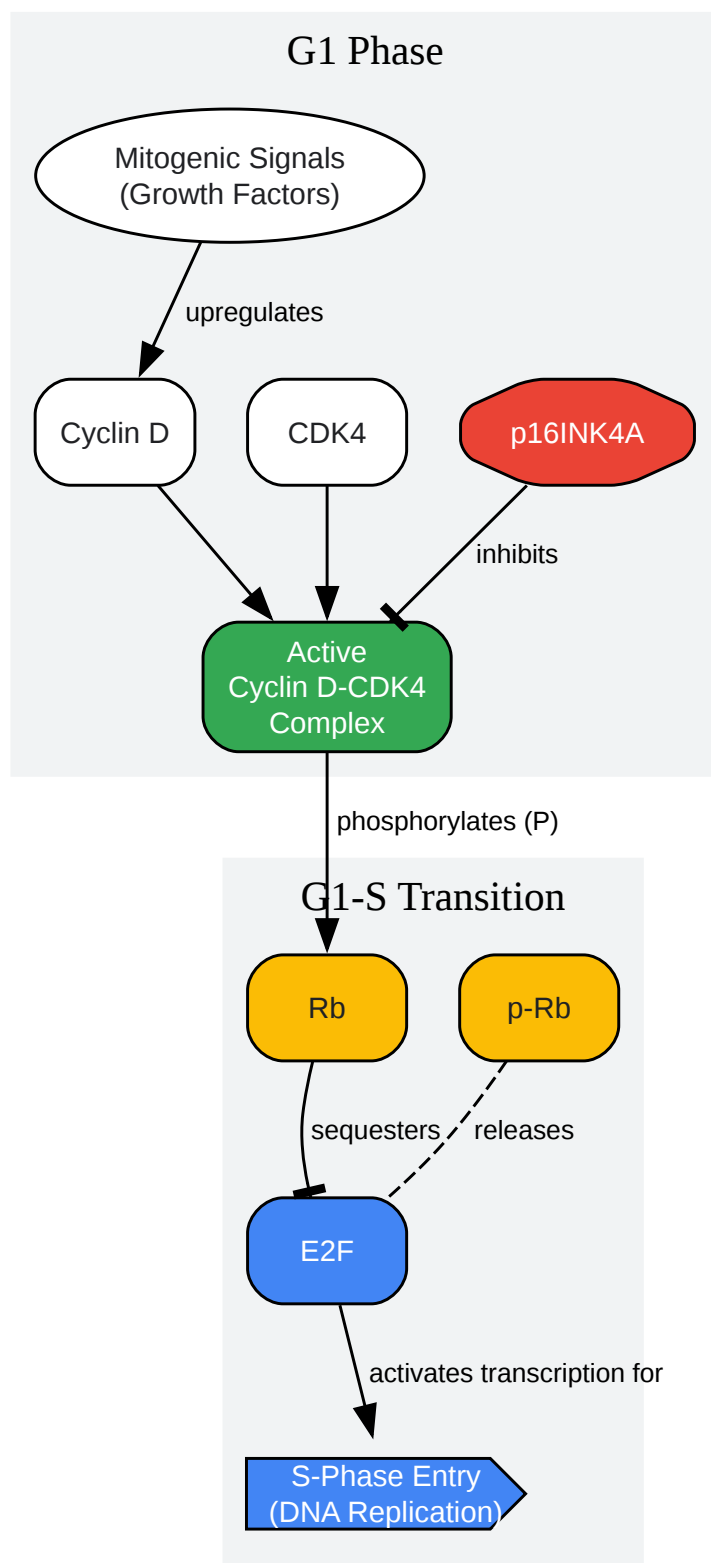 G1 Phase
Mitogenic Signals
(Growth Factors)
upregulates
Cyclin D
CDK4
p16INK4A
inhibits
Active
Cyclin D-CDK4
Complex
phosphorylates (P)
G1-S Transition
Rb
p-Rb
sequesters
releases
E2F
activates transcription for
S-Phase Entry
(DNA Replication)